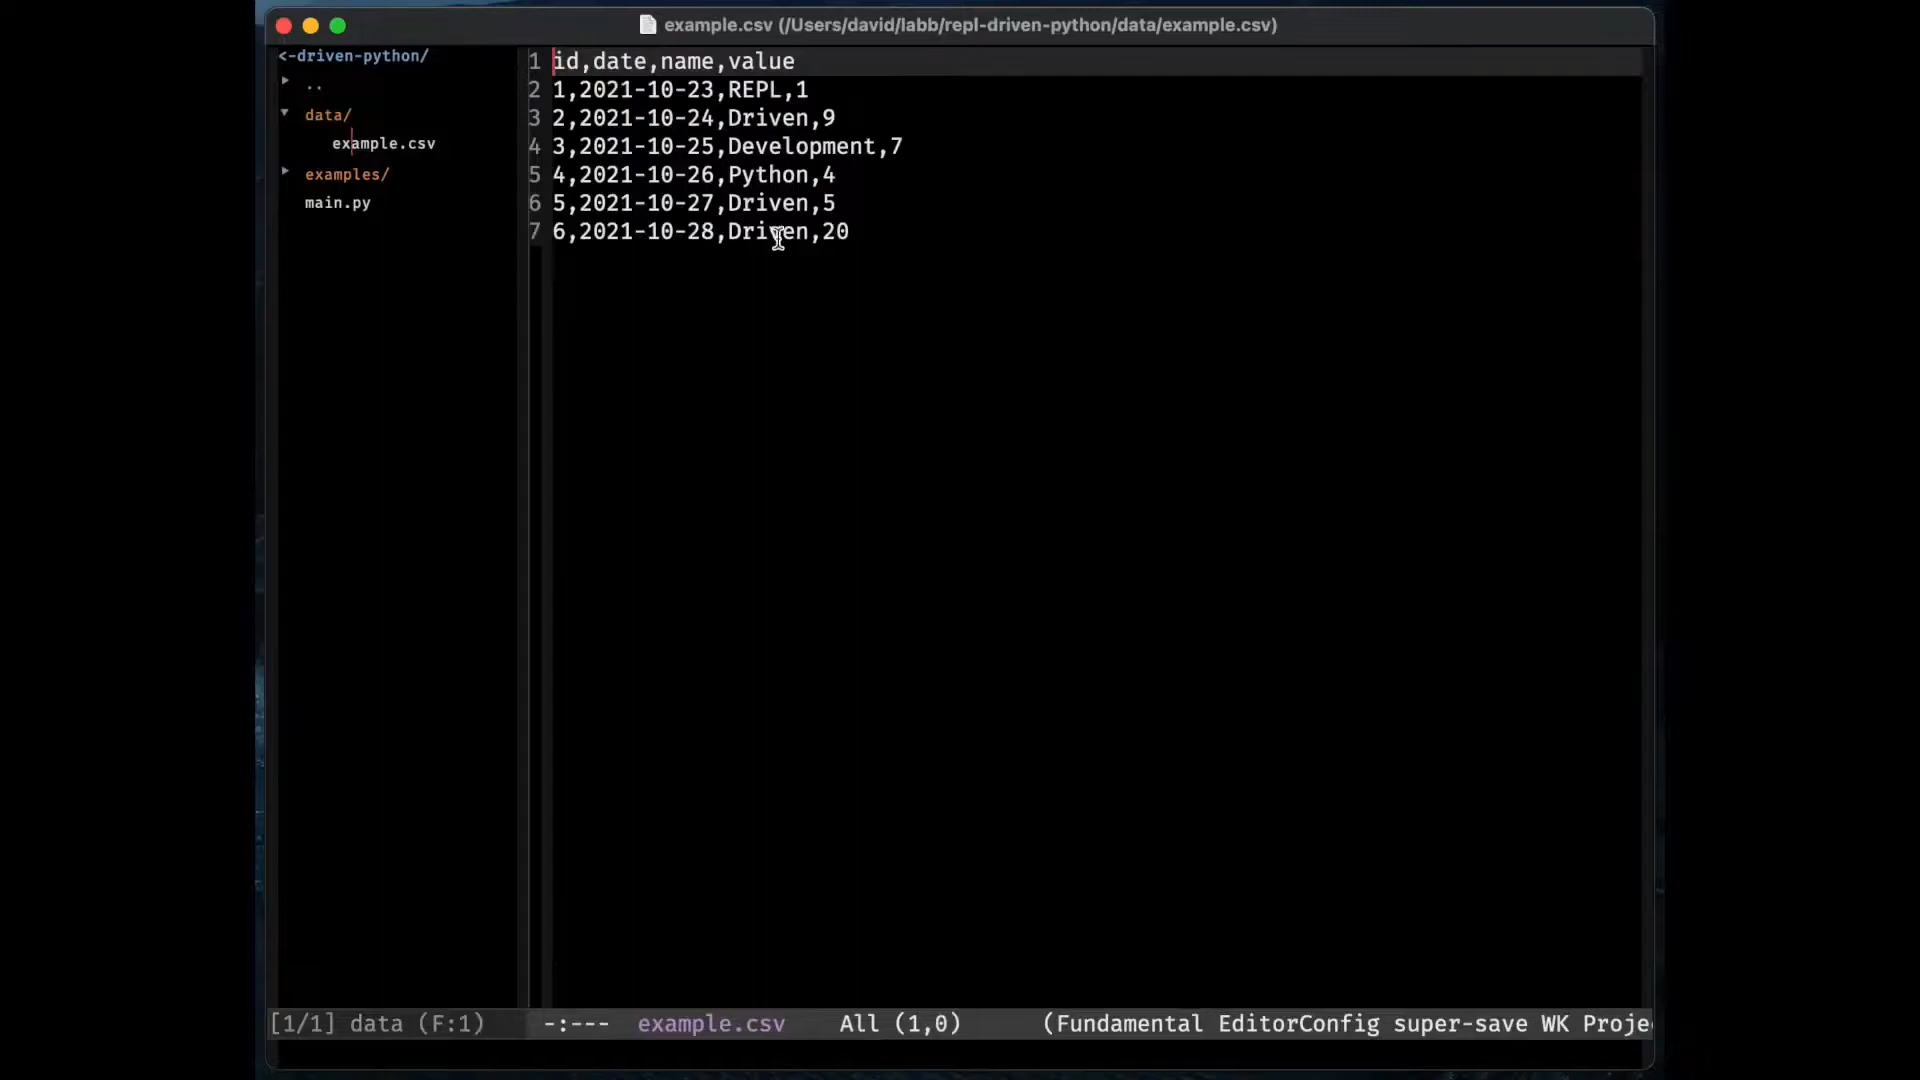 example.csv (/Users/david/labb/repl-driven-python/data/example.csv)
<-driven-python/
..
data/
example.csv
examples/
main.py
1 id,date,name,value
2 1,2021-10-23,REPL,1
3 2,2021-10-24,Driven,9
4 3,2021-10-25,Development,7
5 4,2021-10-26,Python,4
6 5,2021-10-27,Driven,5
7 6,2021-10-28,Driven,20
[1/1] data (F:1)
-:--- example.csv All (1,0) (Fundamental EditorConfig super-save WK Proje